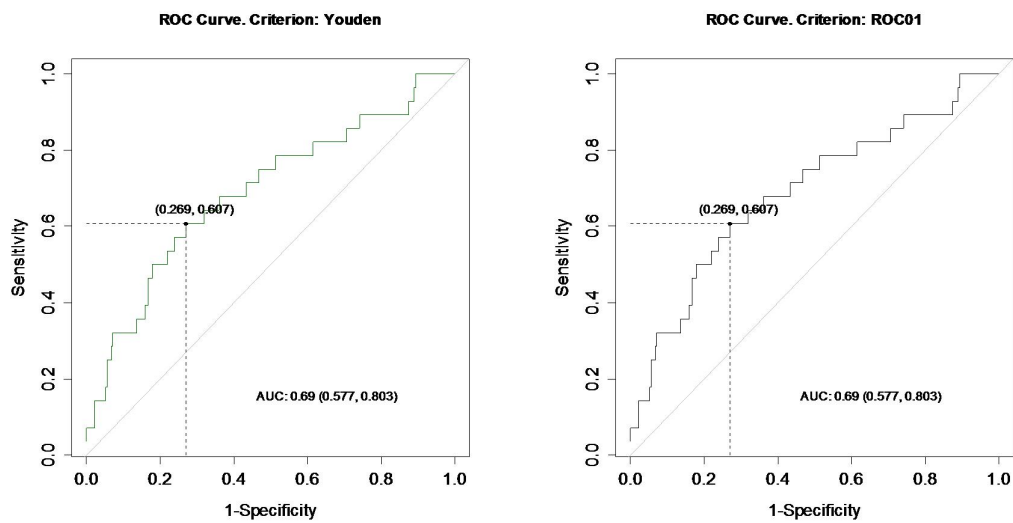 ROC Curve. Criterion: Youden
1.0
0.8
0.6
0.4
0.2
0.0
Sensitivity
(0.269, 0.607)
AUC: 0.69 (0.577, 0.803)
0.0 0.2 0.4 0.6 0.8 1.0
1-Specificity
ROC Curve. Criterion: ROC01
1.0
0.8
0.6
0.4
0.2
0.0
Sensitivity
(0.269, 0.607)
AUC: 0.69 (0.577, 0.803)
0.0 0.2 0.4 0.6 0.8 1.0
1-Specificity